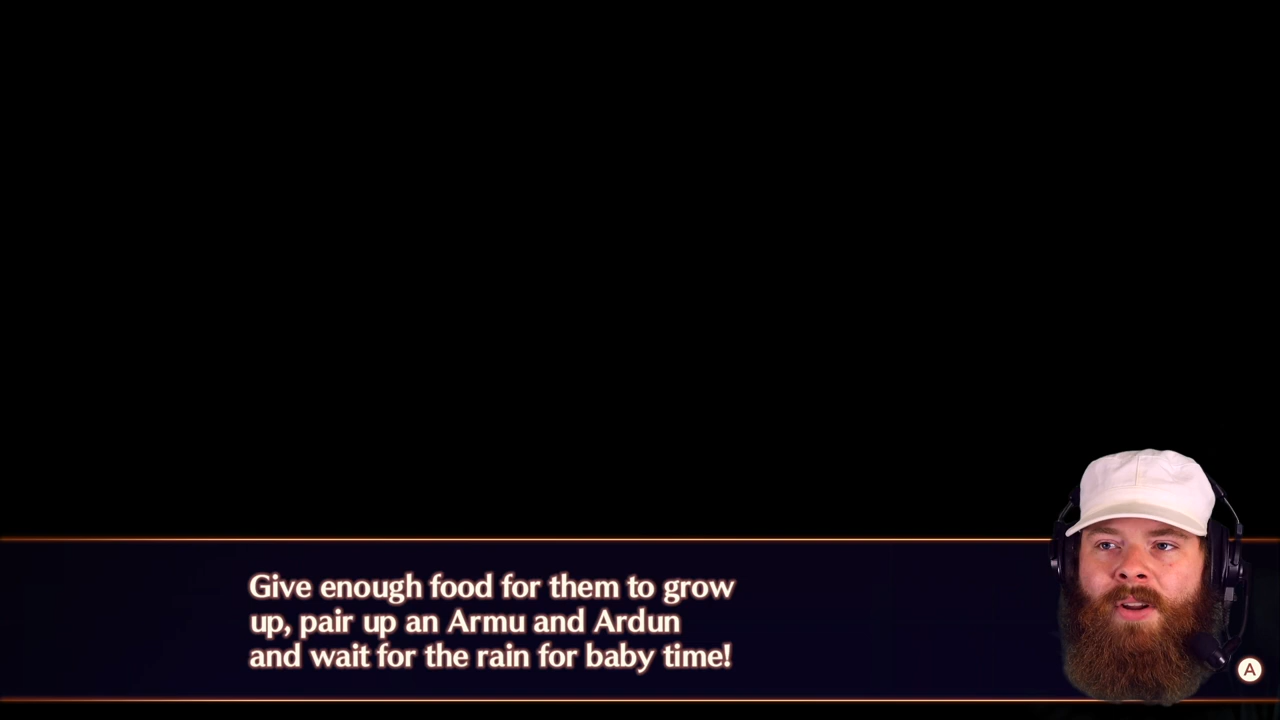 Give enough food for them to grow
up, pair up an Armu and Ardun
and wait for the rain for baby time!
A